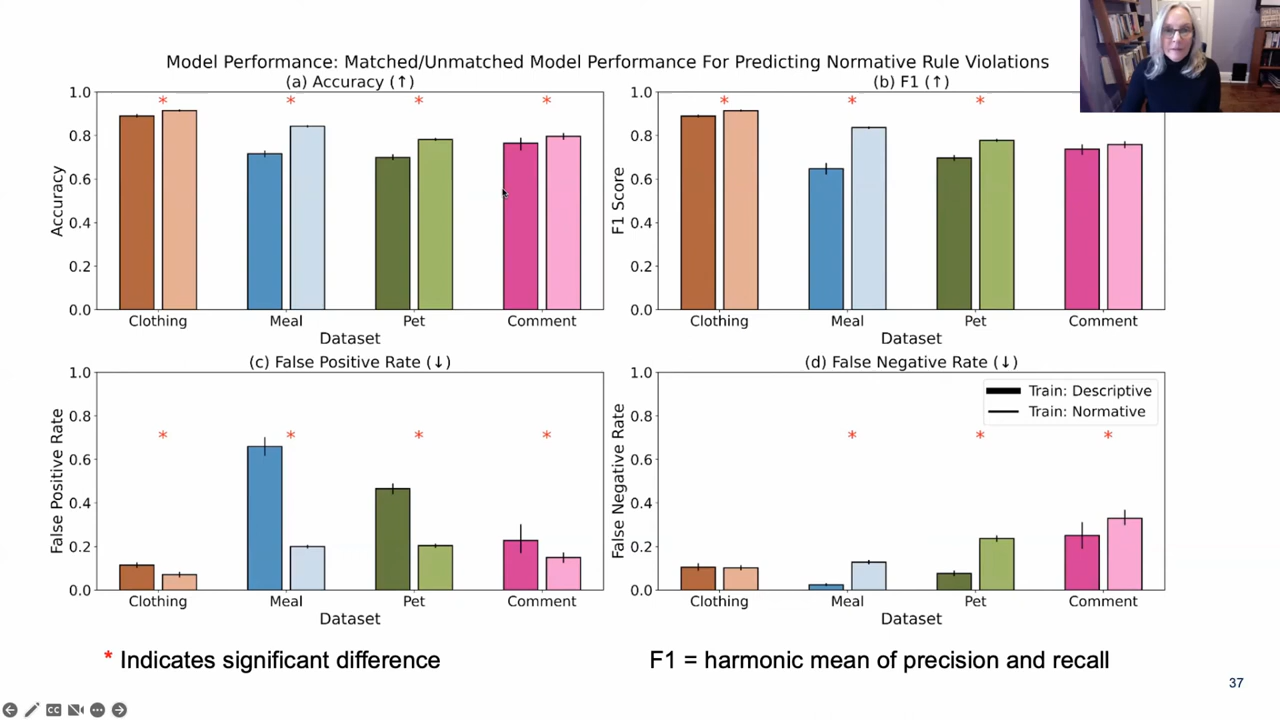 Model Performance: Matched/Unmatched Model Performance For Predicting Normative Rule Violations
(a) Accuracy (↑)
1.0
0.8
0.6
0.4
0.2
0.0
Accuracy
* * * *
Clothing Meal Pet Comment
Dataset
(b) F1 (↑)
1.0
0.8
0.6
0.4
0.2
0.0
F1 Score
* * *
Clothing Meal Pet Comment
Dataset
(c) False Positive Rate (↓)
1.0
0.8
0.6
0.4
0.2
0.0
False Positive Rate
* * * *
Clothing Meal Pet Comment
Dataset
(d) False Negative Rate (↓)
1.0
0.8
0.6
0.4
0.2
0.0
False Negative Rate
Train: Descriptive
Train: Normative
* * *
Clothing Meal Pet Comment
Dataset
* Indicates significant difference
F1 = harmonic mean of precision and recall
37
CC